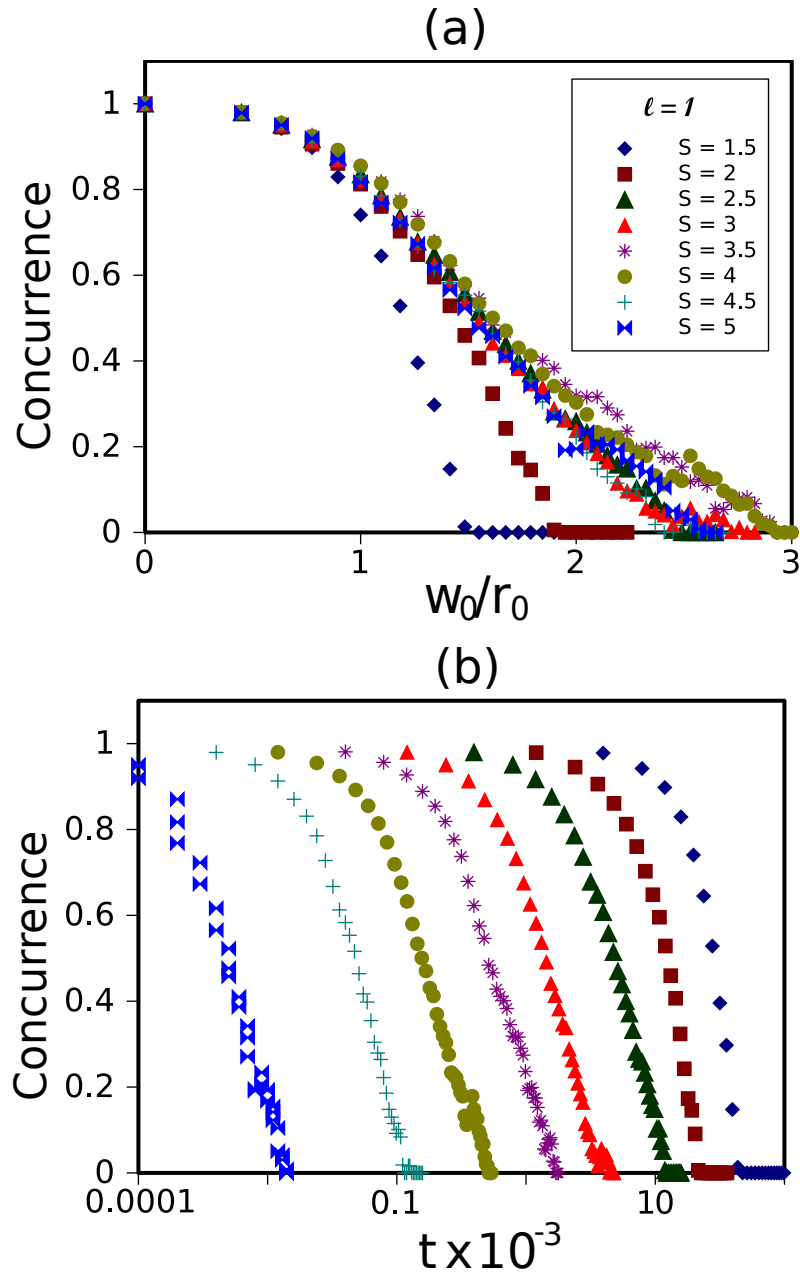 (a)
Concurrence
1
0.8
0.6
0.4
0.2
0
0
1
2
3
w₀/r₀
ℓ = 1
S = 1.5
S = 2
S = 2.5
S = 3
S = 3.5
S = 4
S = 4.5
S = 5
(b)
Concurrence
1
0.8
0.6
0.4
0.2
0
0.0001
0.1
10
t x10⁻³